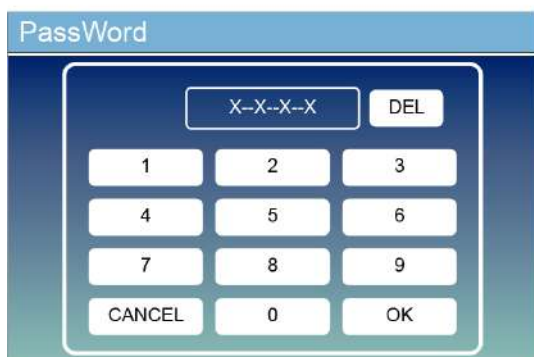 PassWord
X--X--X--X DEL
1 2 3
4 5 6
7 8 9
CANCEL 0 OK